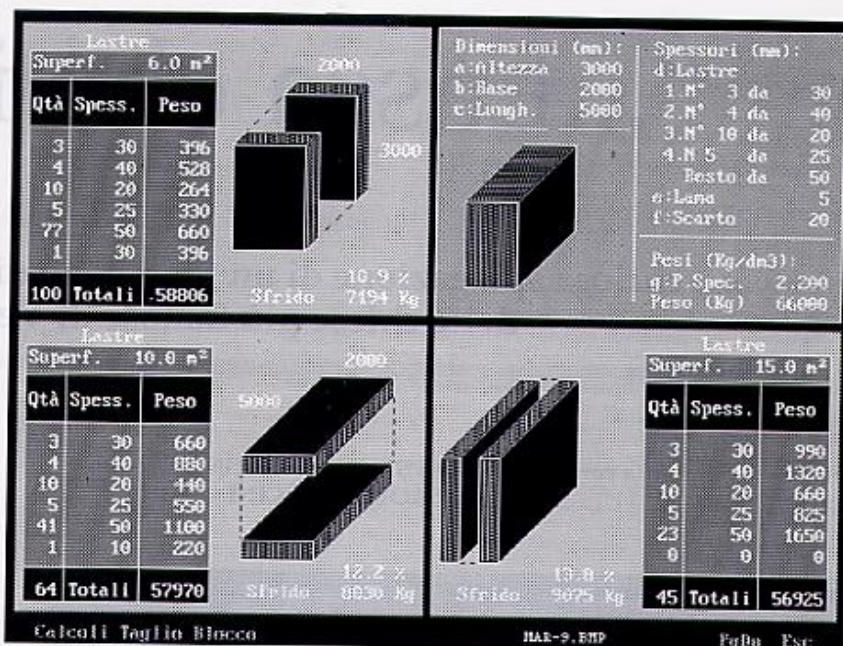 Lastre
Superf. 6.0 m²
Qtà Spess. Peso
3 30 396
4 40 528
10 20 264
5 25 330
77 50 660
1 30 396
100 Totali 58806
2000
3000
10.9 %
Sfrido 7194 Kg
Dimensioni (mm):
a:Altezza 3000
b:Base 2000
c:Lungh. 5000
Spessori (mm):
d:Lastre
1.N° 3 da 30
2.N° 4 da 40
3.N° 10 da 20
4.N 5 da 25
Resto da 50
e:Lama 5
f:Scarto 20
Pesi (Kg/dm3):
g:P.Spec. 2.200
Peso (Kg) 66000
Lastre
Superf. 10.0 m²
Qtà Spess. Peso
3 30 660
4 40 880
10 20 440
5 25 550
41 50 1100
1 10 220
64 Totali 57970
2000
5000
12.2 %
Sfrido 8030 Kg
13.8 %
Sfrido 9075 Kg
Lastre
Superf. 15.0 m²
Qtà Spess. Peso
3 30 990
4 40 1320
10 20 660
5 25 825
23 50 1650
0 0 0
45 Totali 56925
Calcoli Taglio Blocco
MAR-9.BMP
PgDn Esc